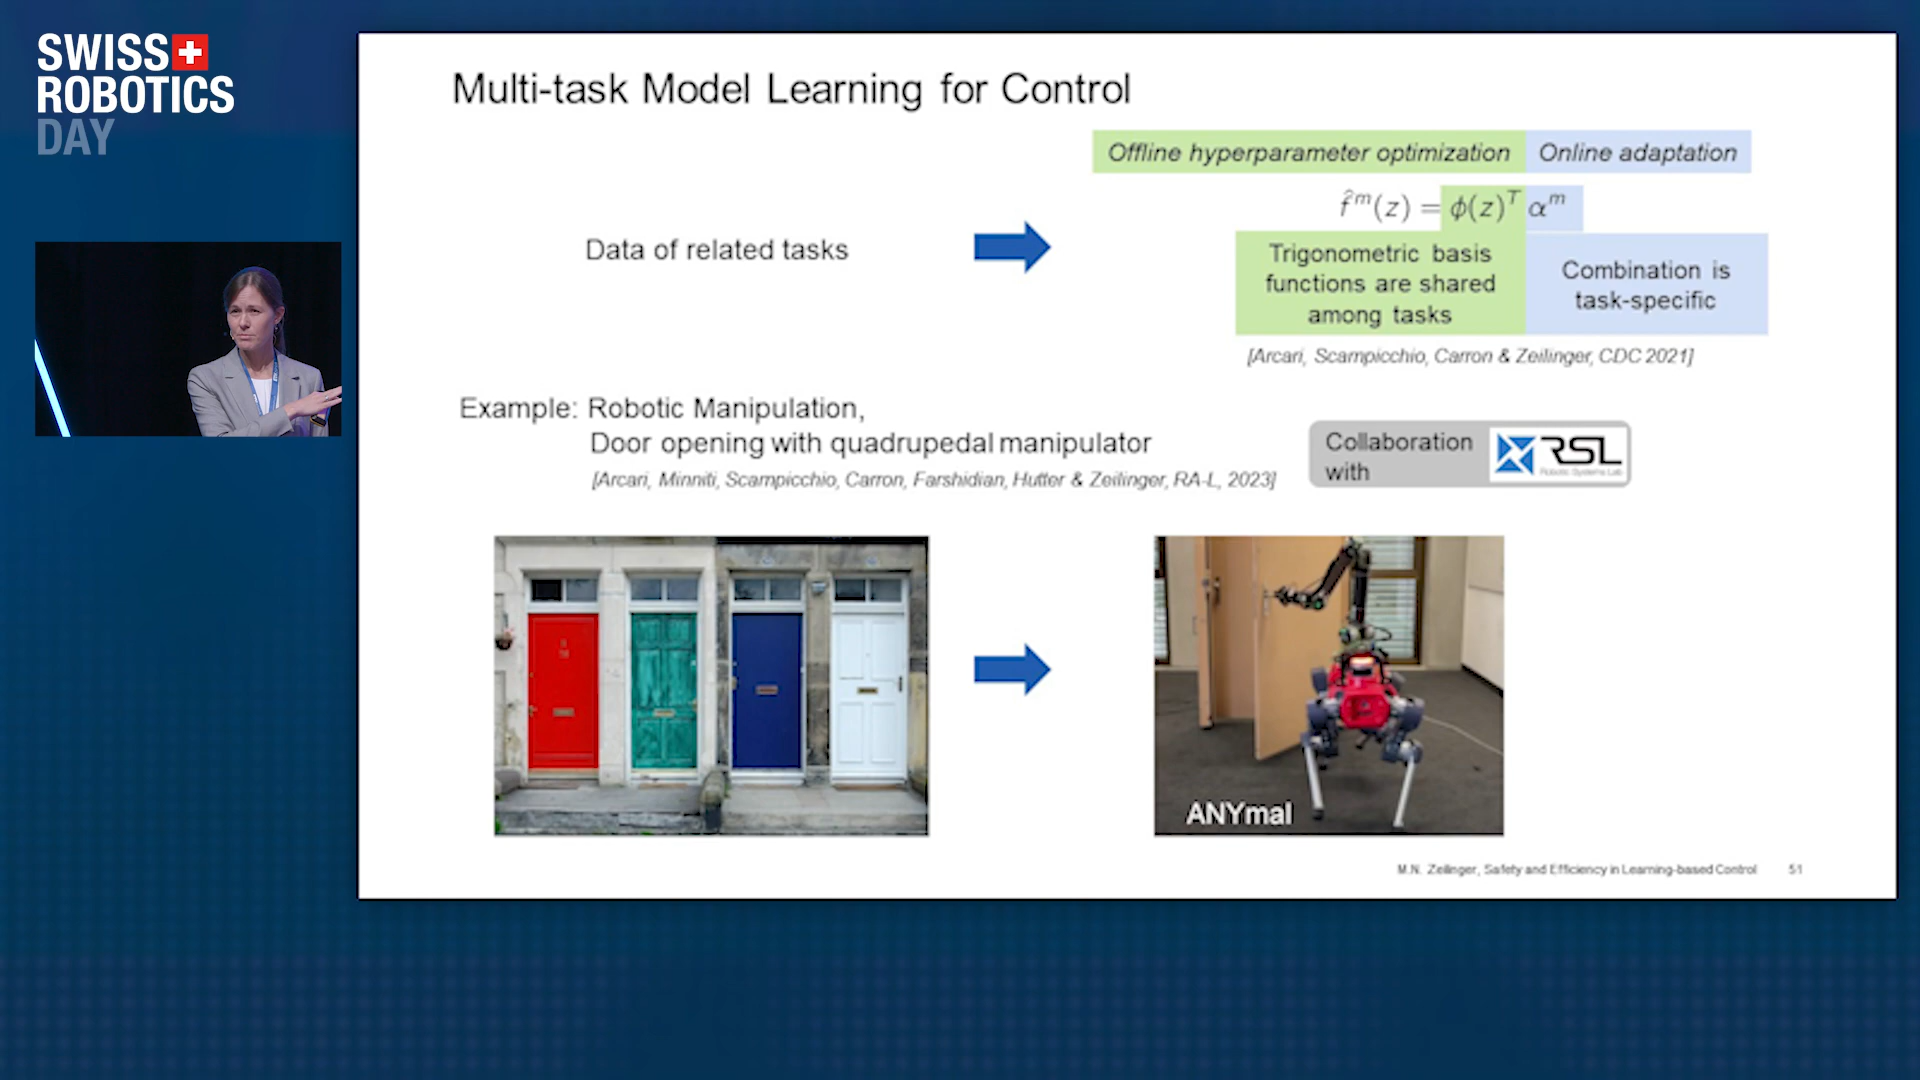 SWISS
ROBOTICS
DAY
Multi-task Model Learning for Control
Offline hyperparameter optimization
Online adaptation
f̂ᵐ(z) = ϕ(z)ᵀ αᵐ
Data of related tasks
Trigonometric basis
functions are shared
among tasks
Combination is
task-specific
[Arcari, Scampicchio, Carron & Zeilinger, CDC 2021]
Example: Robotic Manipulation,
Door opening with quadrupedal manipulator
[Arcari, Minniti, Scampicchio, Carron, Farshidian, Hutter & Zeilinger, RA-L, 2023]
Collaboration
with
RSL
Robotic Systems Lab
ANYmal
M.N. Zeilinger, Safety and Efficiency in Learning-based Control
51